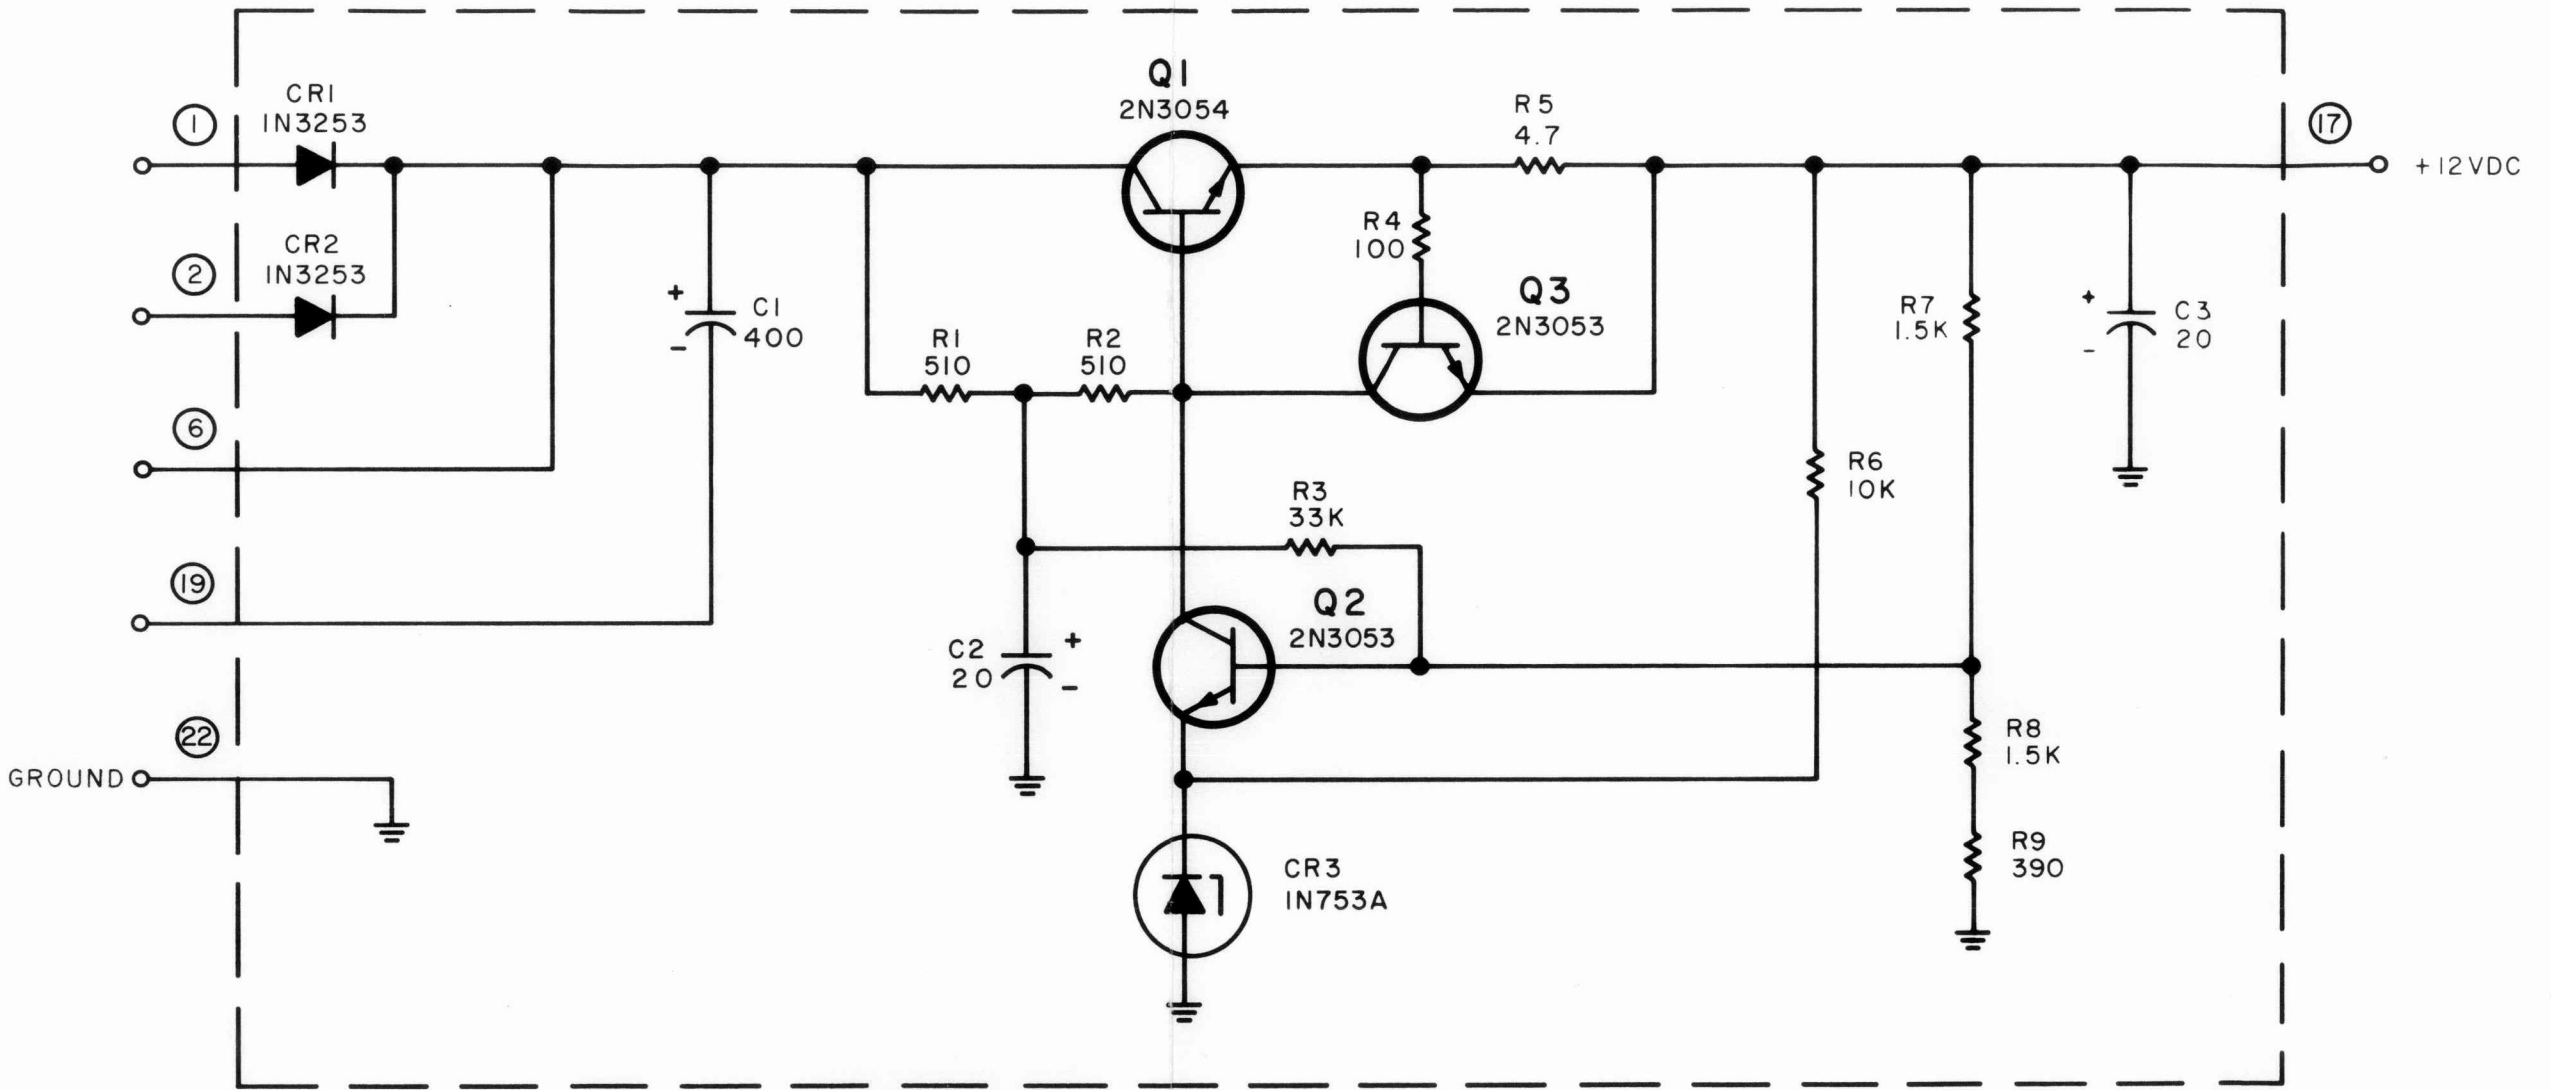 Q1
2N3054
CR1
1N3253
1
R5
4.7
17
+12VDC
CR2
1N3253
2
R4
100
Q3
2N3053
+
C1
400
-
R7
1.5K
+
C3
20
-
R1
510
R2
510
6
R6
10K
R3
33K
19
Q2
2N3053
C2
20
+
-
22
GROUND
R8
1.5K
R9
390
CR3
1N753A